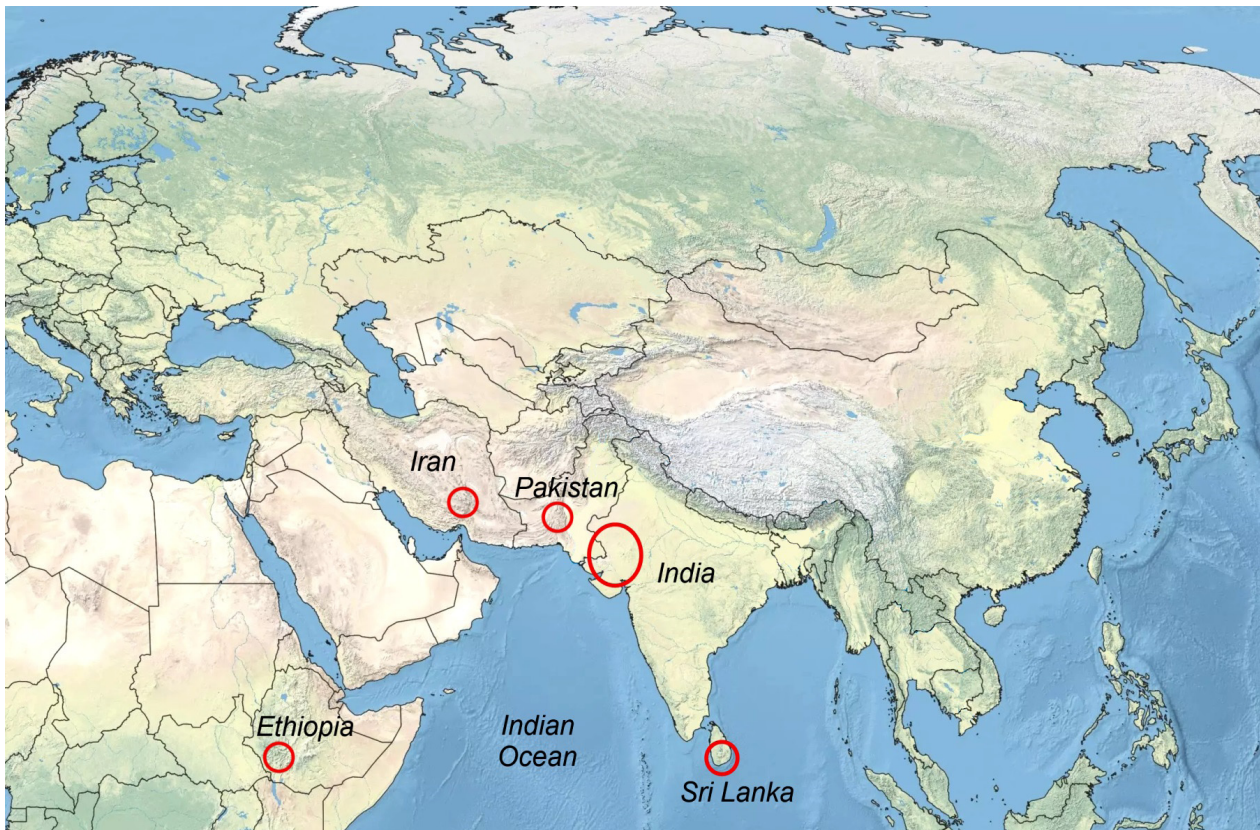 Iran
Pakistan
India
Ethiopia
Indian
Ocean
Sri Lanka